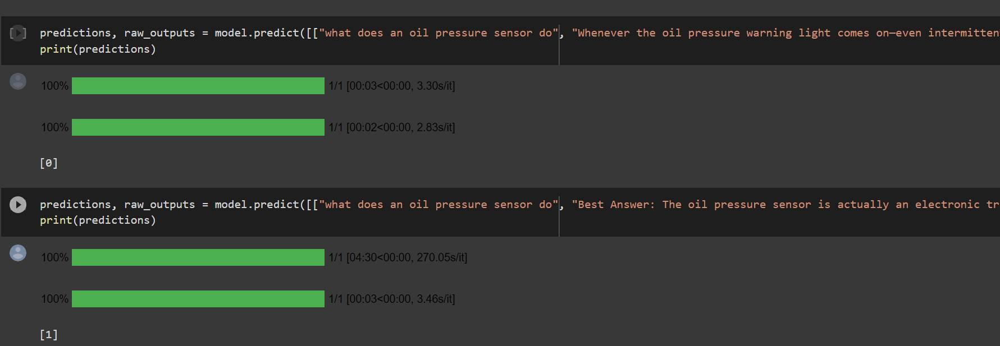 predictions, raw_outputs = model.predict([["what does an oil pressure sensor do", "Whenever the oil pressure warning light comes on—even intermitten
print(predictions)
100% 1/1 [00:03<00:00, 3.30s/it]
100% 1/1 [00:02<00:00, 2.83s/it]
[0]
predictions, raw_outputs = model.predict([["what does an oil pressure sensor do", "Best Answer: The oil pressure sensor is actually an electronic tr
print(predictions)
100% 1/1 [04:30<00:00, 270.05s/it]
100% 1/1 [00:03<00:00, 3.46s/it]
[1]